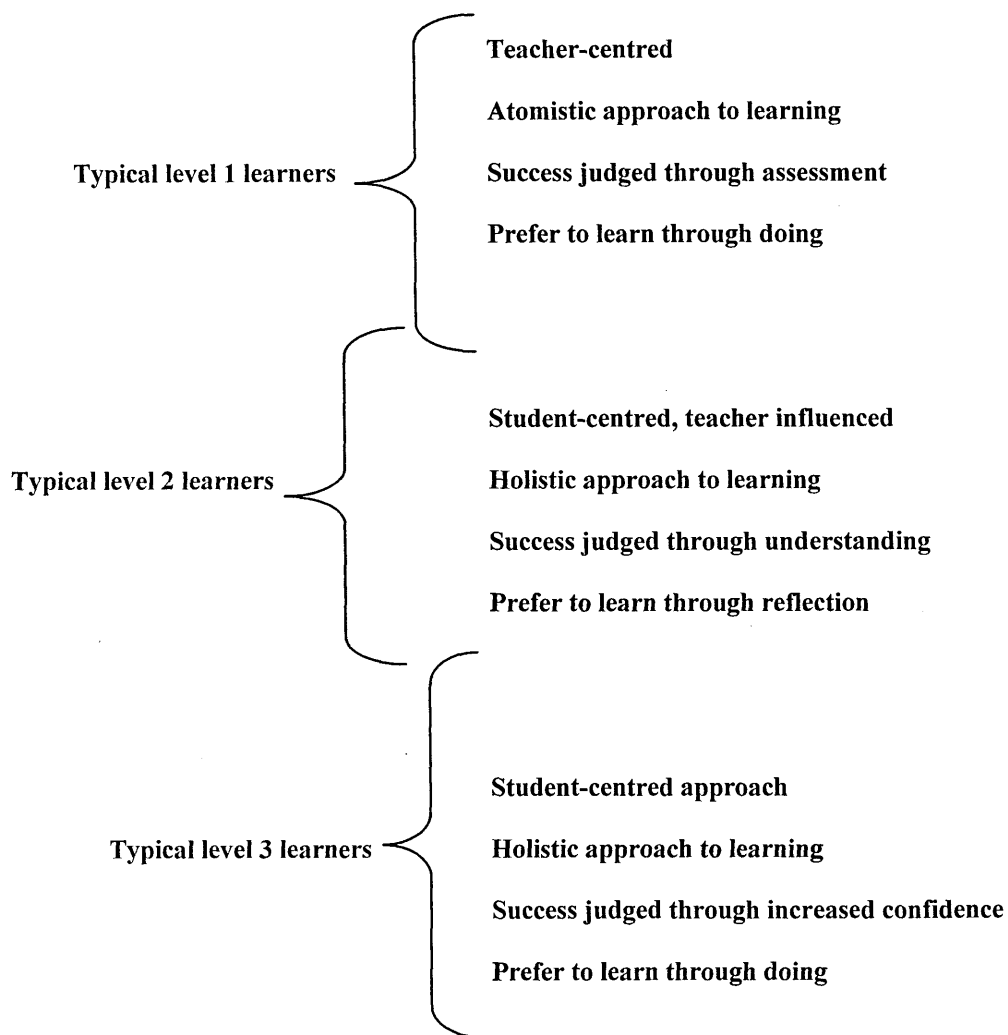 Teacher-centred
Atomistic approach to learning
Typical level 1 learners
Success judged through assessment
Prefer to learn through doing
Student-centred, teacher influenced
Typical level 2 learners
Holistic approach to learning
Success judged through understanding
Prefer to learn through reflection
Student-centred approach
Typical level 3 learners
Holistic approach to learning
Success judged through increased confidence
Prefer to learn through doing